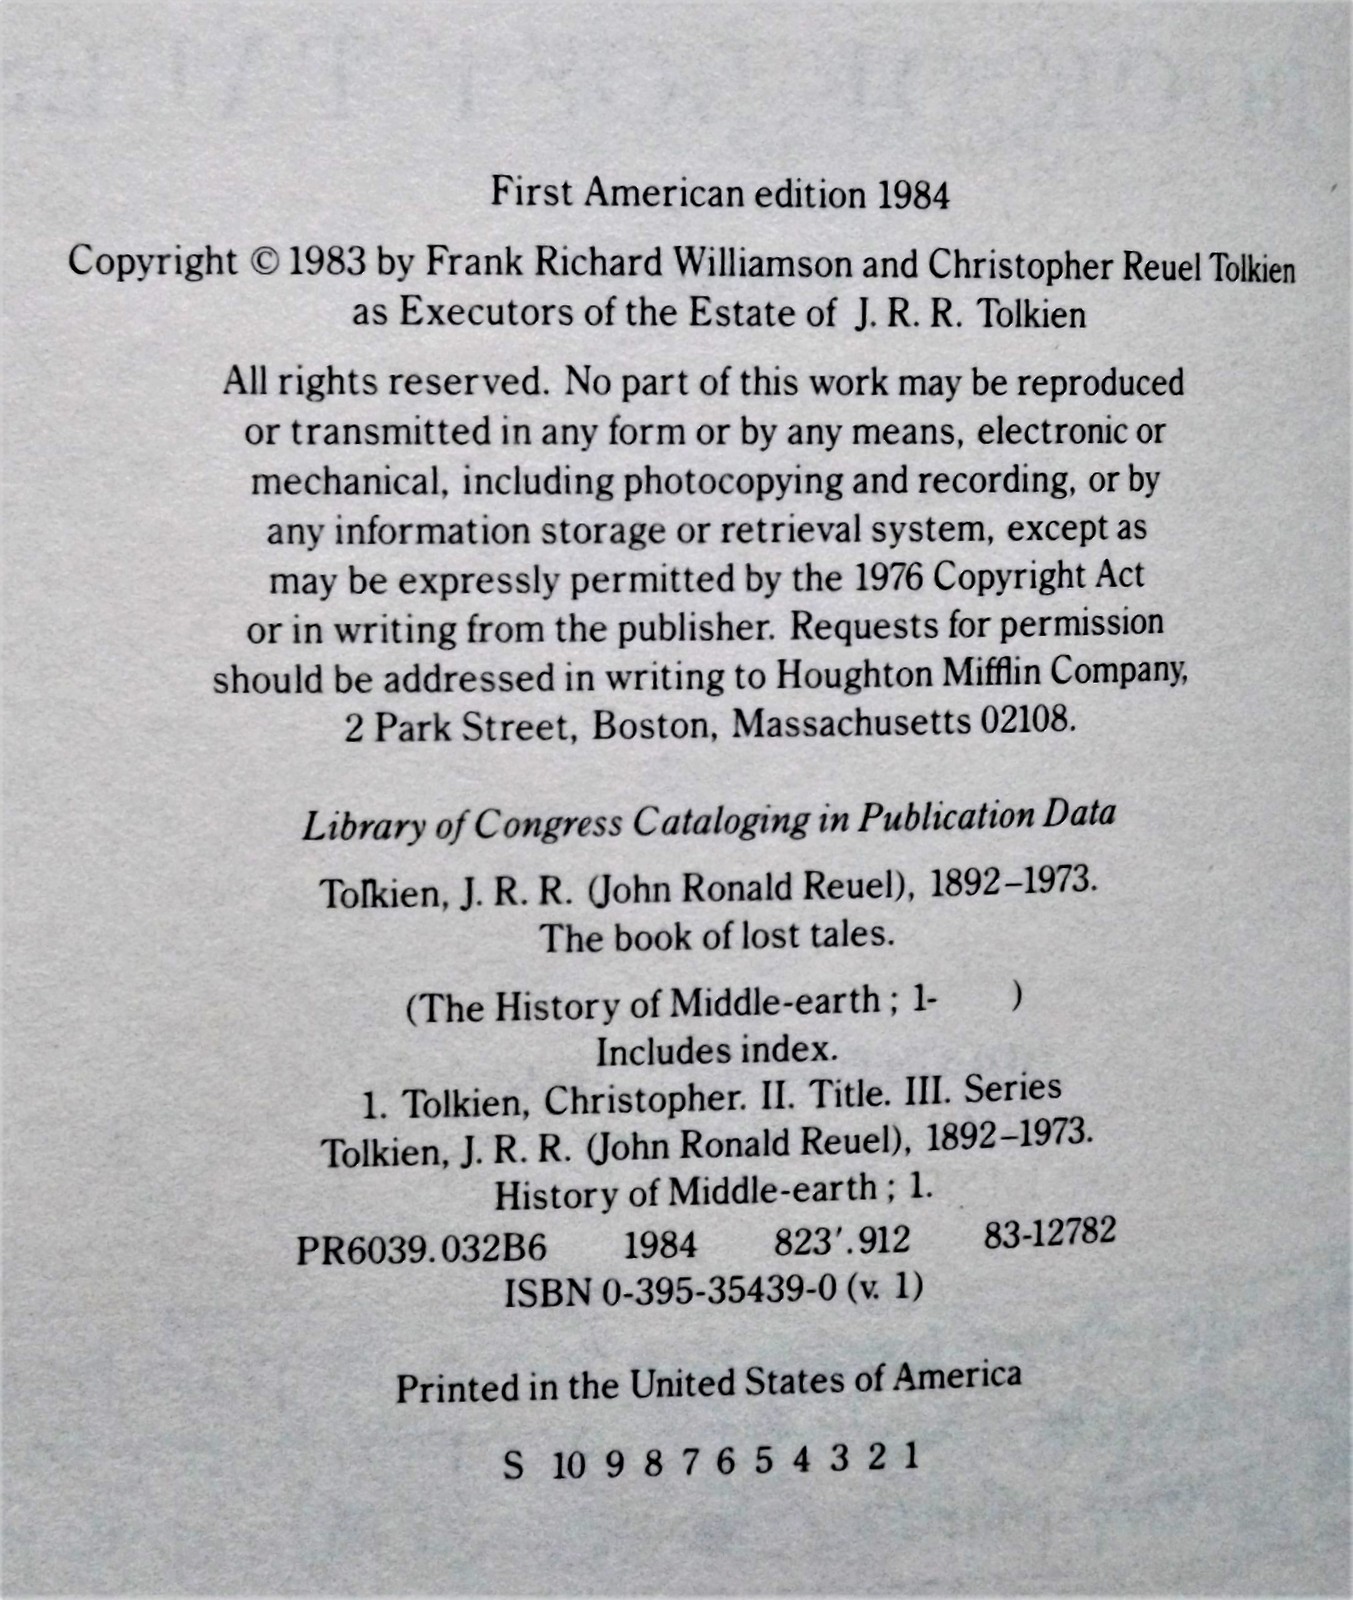 First American edition 1984
Copyright © 1983 by Frank Richard Williamson and Christopher Reuel Tolkien
as Executors of the Estate of J. R. R. Tolkien
All rights reserved. No part of this work may be reproduced
or transmitted in any form or by any means, electronic or
mechanical, including photocopying and recording, or by
any information storage or retrieval system, except as
may be expressly permitted by the 1976 Copyright Act
or in writing from the publisher. Requests for permission
should be addressed in writing to Houghton Mifflin Company,
2 Park Street, Boston, Massachusetts 02108.
Library of Congress Cataloging in Publication Data
Tolkien, J. R. R. (John Ronald Reuel), 1892–1973.
The book of lost tales.
(The History of Middle-earth ; 1- )
Includes index.
1. Tolkien, Christopher. II. Title. III. Series
Tolkien, J. R. R. (John Ronald Reuel), 1892–1973.
History of Middle-earth ; 1.
PR6039.032B6 1984 823′.912 83-12782
ISBN 0-395-35439-0 (v. 1)
Printed in the United States of America
S 10 9 8 7 6 5 4 3 2 1